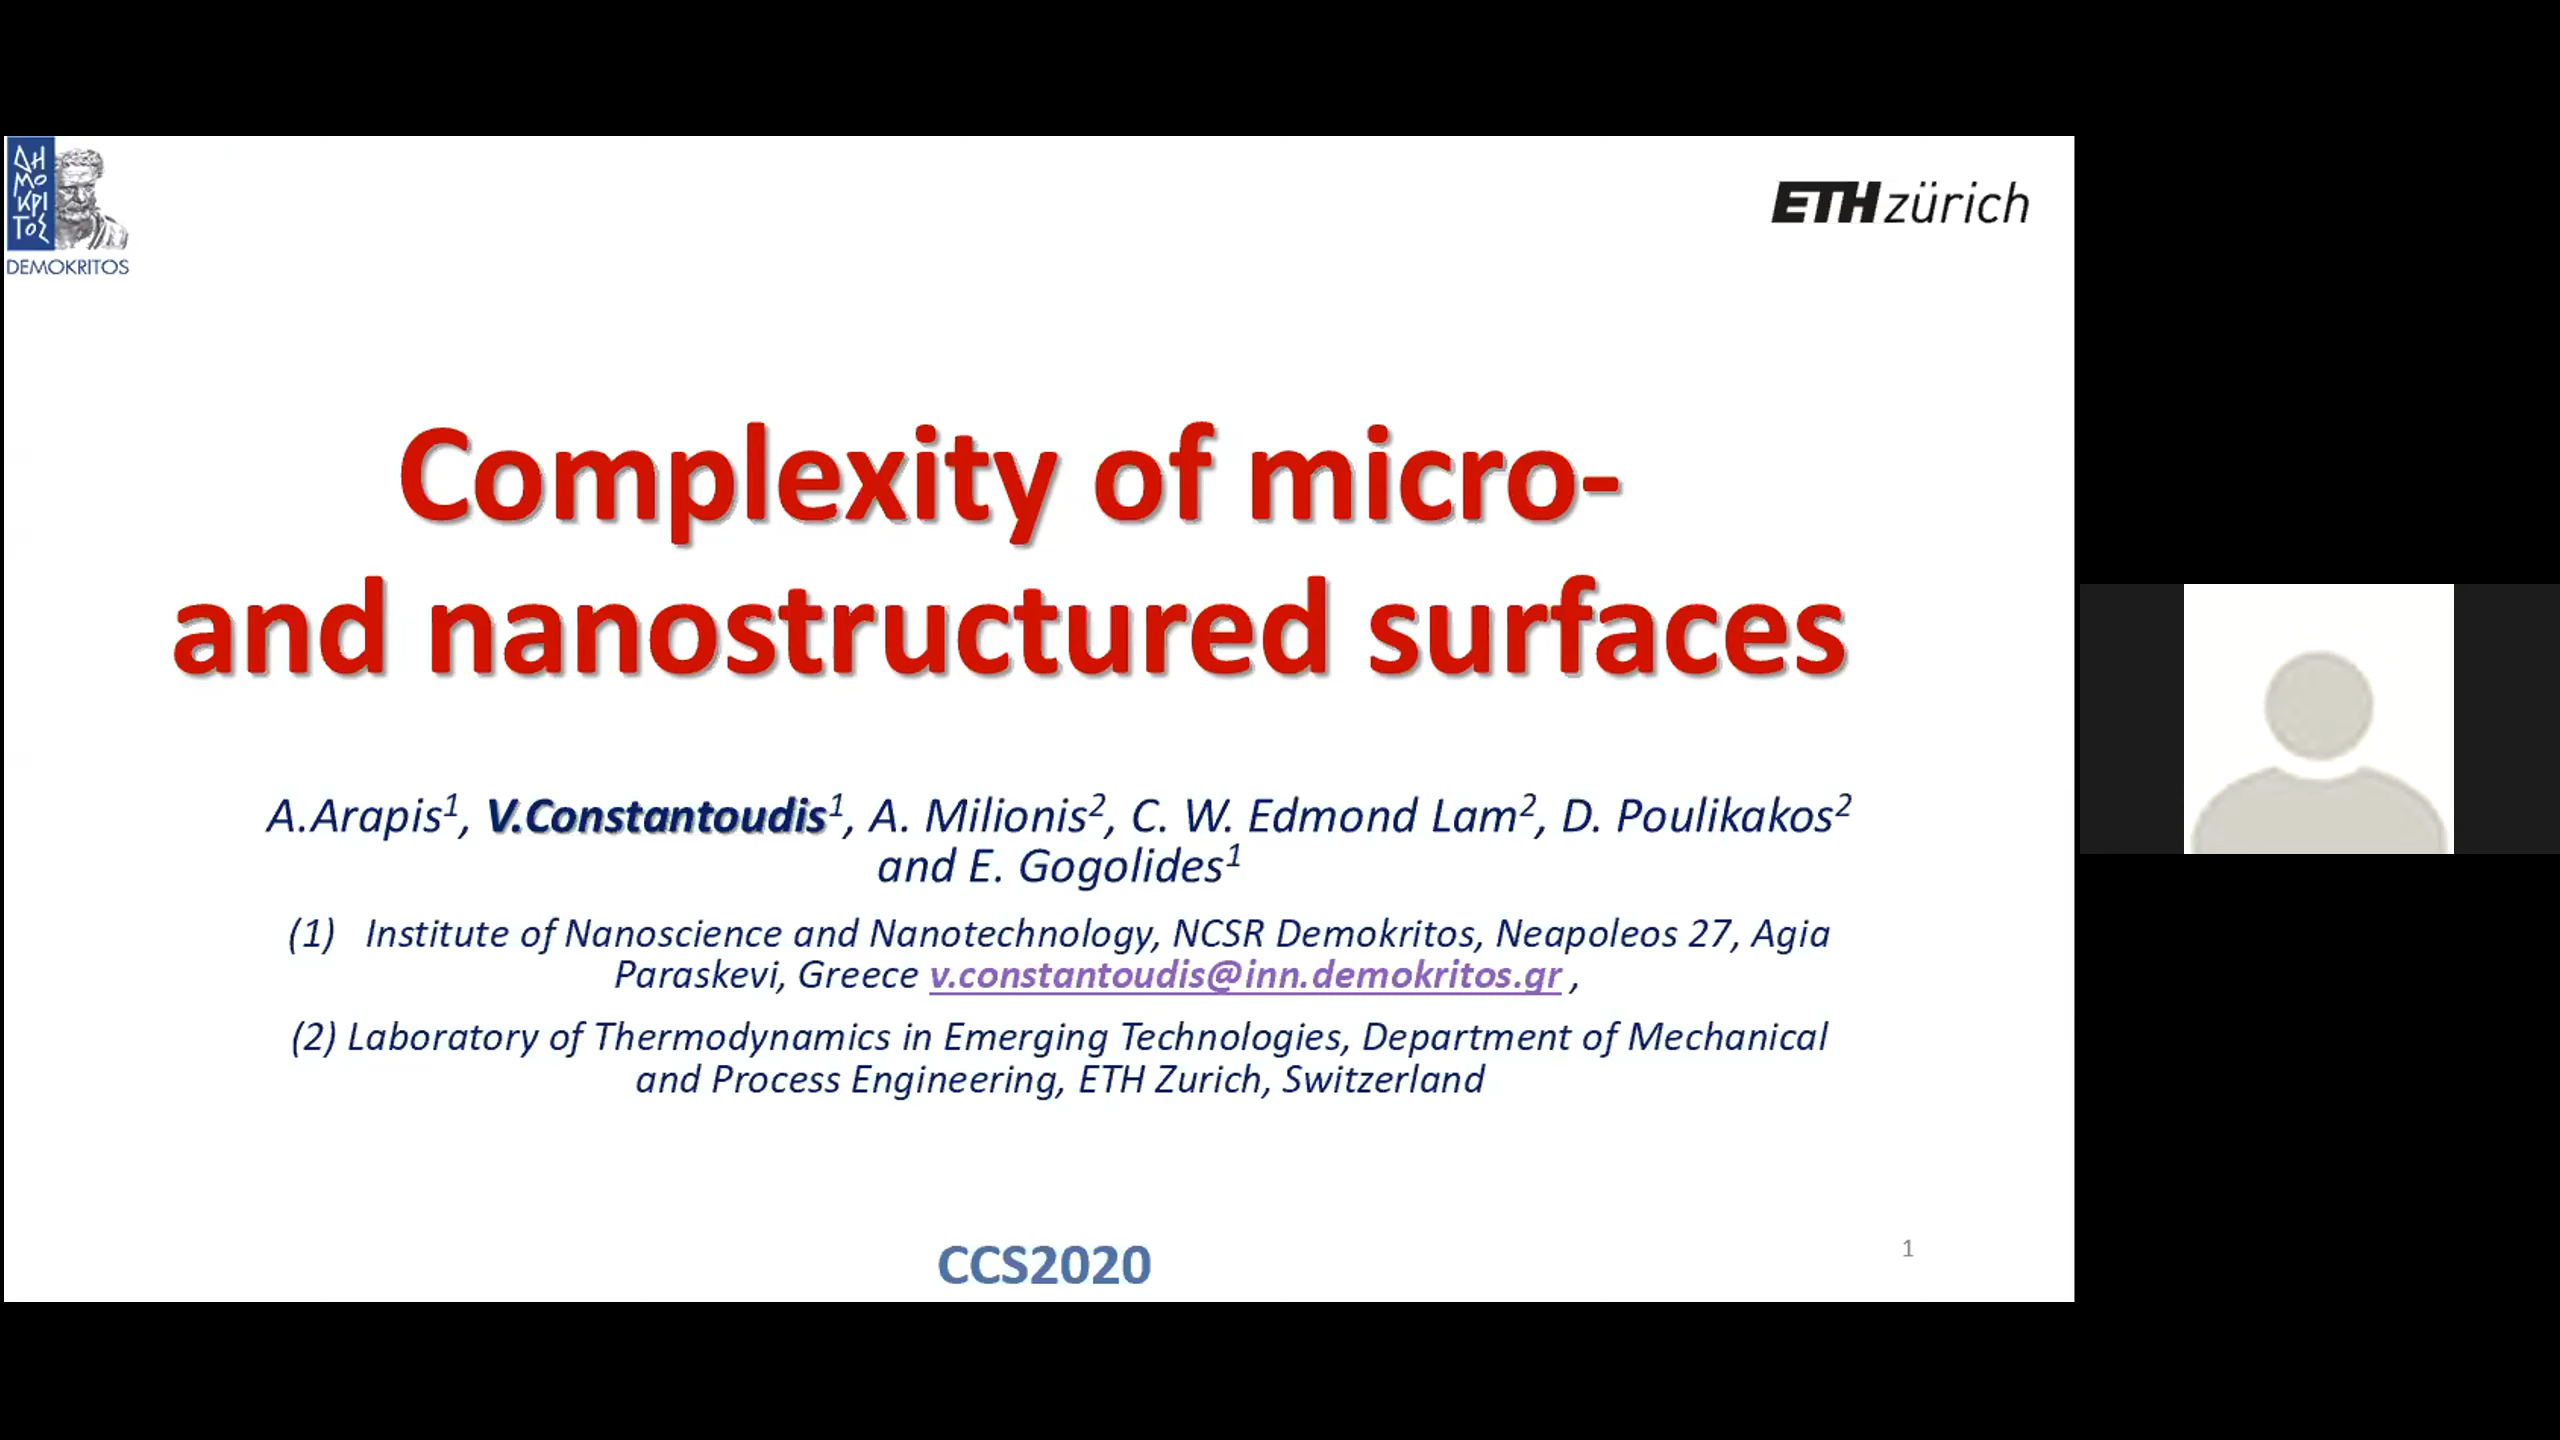 ΔΗ
ΜΟ
ΚΡΙ
ΤΟΣ
DEMOKRITOS
ETH zürich
Complexity of micro-
and nanostructured surfaces
A.Arapis1, V.Constantoudis1, A. Milionis2, C. W. Edmond Lam2, D. Poulikakos2
and E. Gogolides1
(1) Institute of Nanoscience and Nanotechnology, NCSR Demokritos, Neapoleos 27, Agia
Paraskevi, Greece v.constantoudis@inn.demokritos.gr ,
(2) Laboratory of Thermodynamics in Emerging Technologies, Department of Mechanical
and Process Engineering, ETH Zurich, Switzerland
CCS2020
1